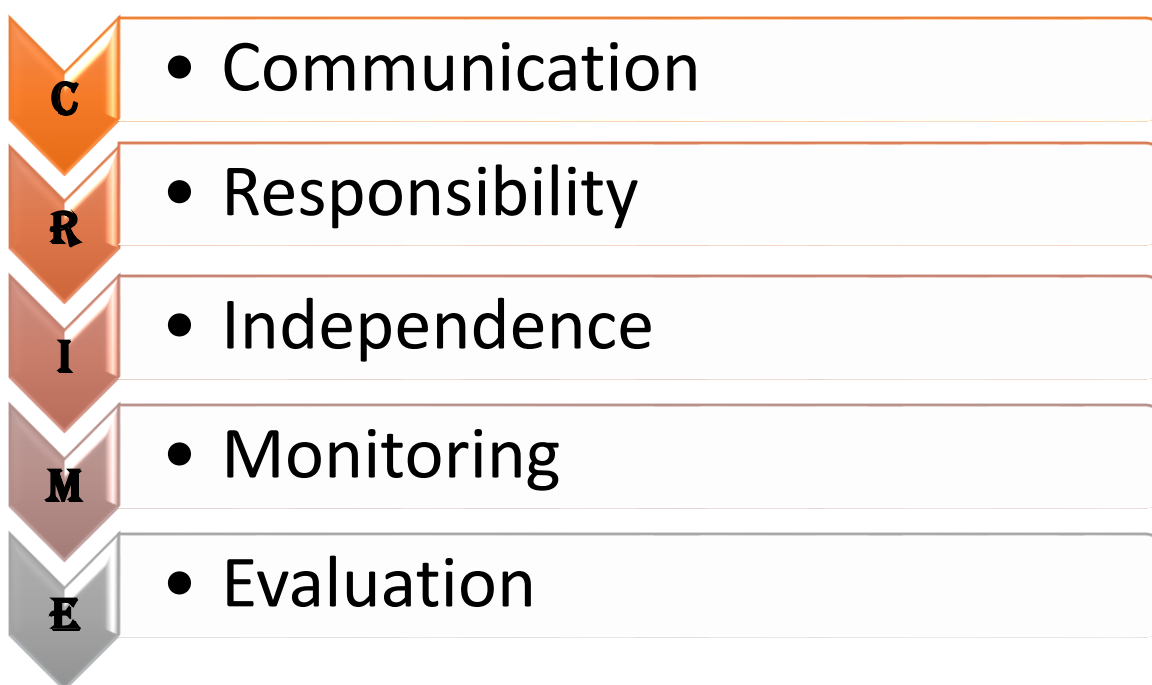 C • Communication
R • Responsibility
I • Independence
M • Monitoring
E • Evaluation